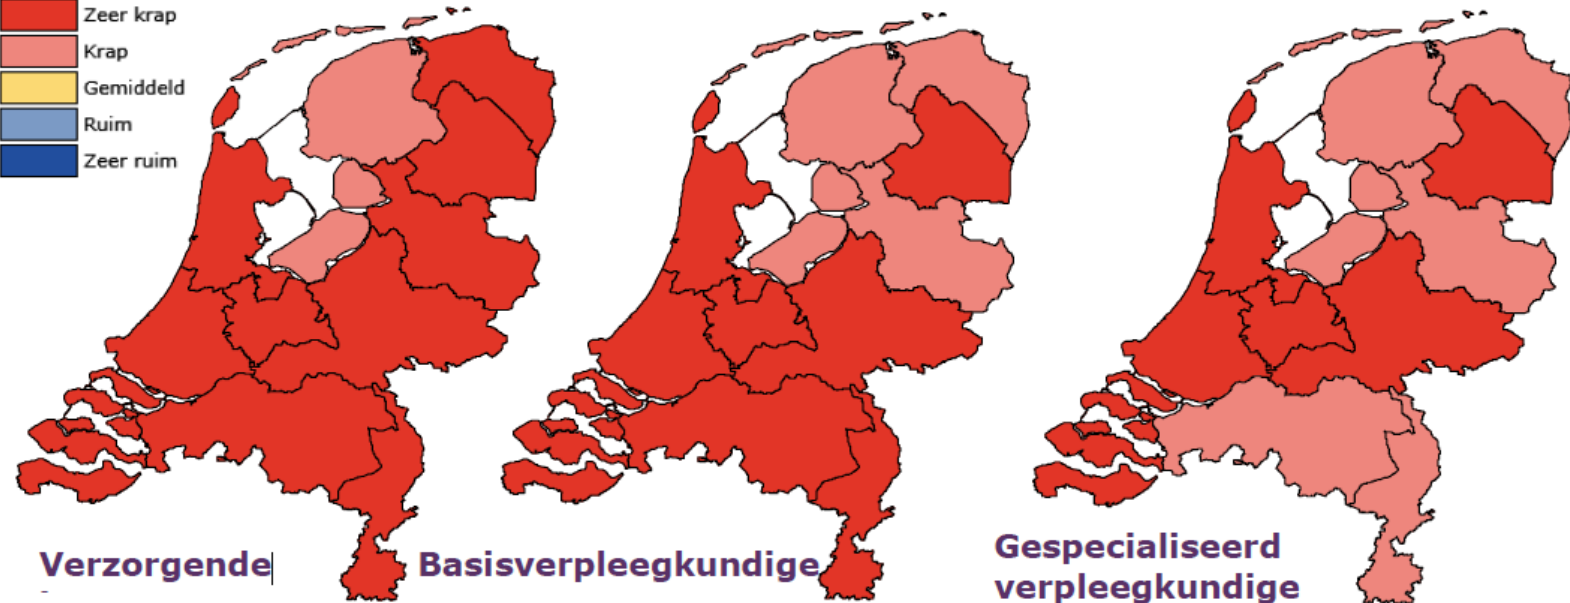 Zeer krap
Krap
Gemiddeld
Ruim
Zeer ruim
Verzorgende
Basisverpleegkundige
Gespecialiseerd
verpleegkundige